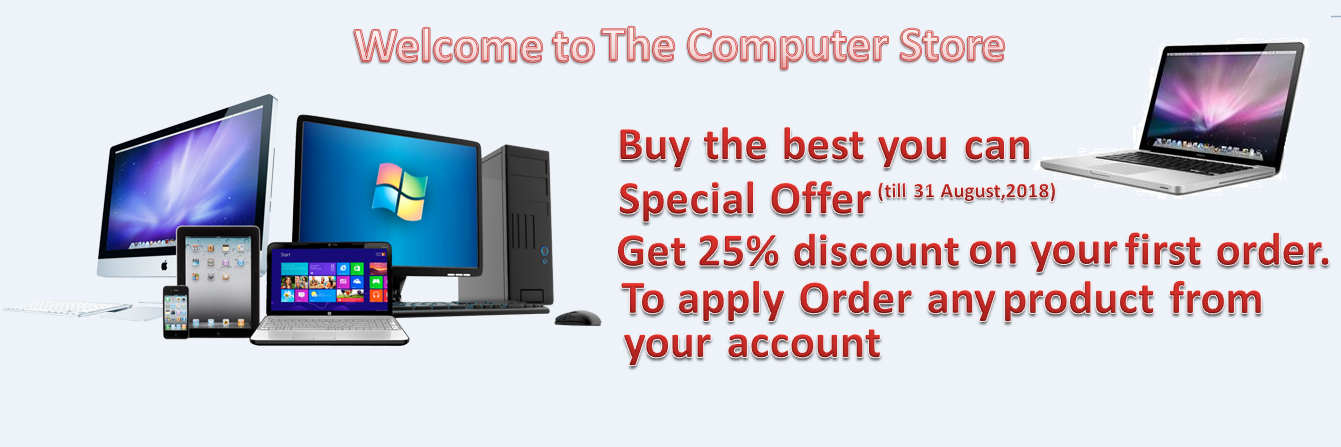 Welcome to The Computer Store
Buy the best you can
Special Offer (till 31 August,2018)
Get 25% discount on your first order.
To apply Order any product from
your account
Start